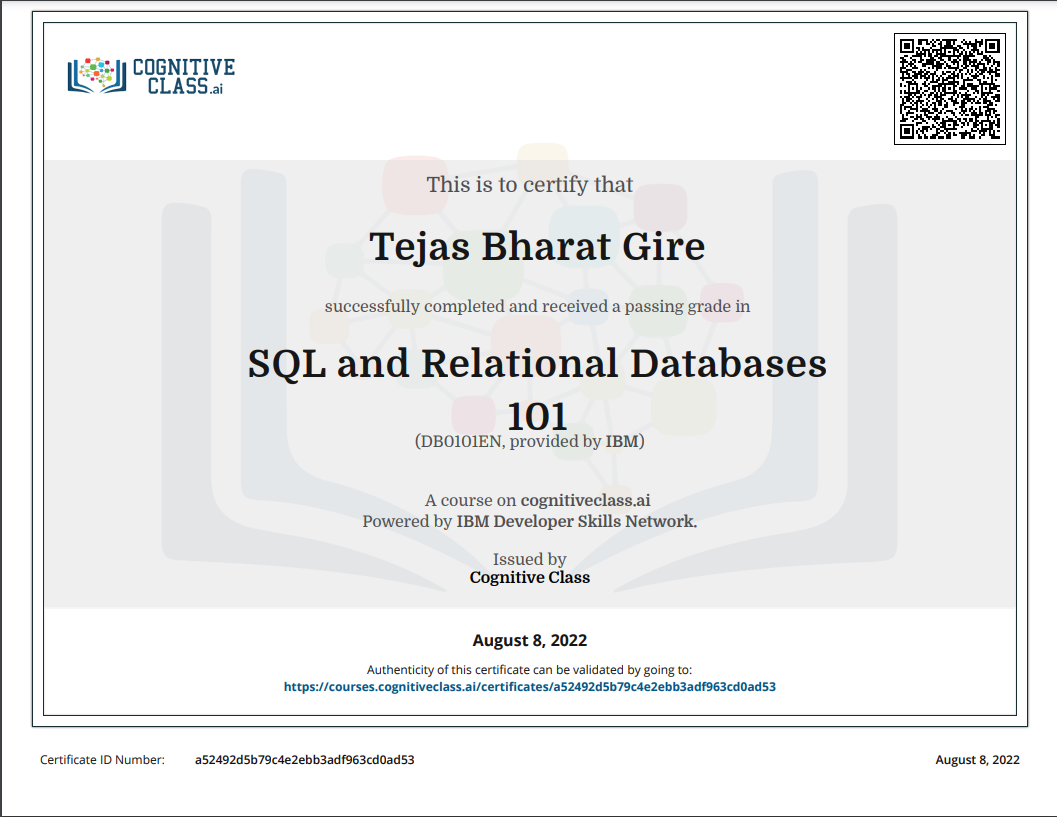 COGNITIVE
CLASS.ai
This is to certify that
Tejas Bharat Gire
successfully completed and received a passing grade in
SQL and Relational Databases
101
(DB0101EN, provided by IBM)
A course on cognitiveclass.ai
Powered by IBM Developer Skills Network.
Issued by
Cognitive Class
August 8, 2022
Authenticity of this certificate can be validated by going to:
https://courses.cognitiveclass.ai/certificates/a52492d5b79c4e2ebb3adf963cd0ad53
Certificate ID Number: a52492d5b79c4e2ebb3adf963cd0ad53 August 8, 2022